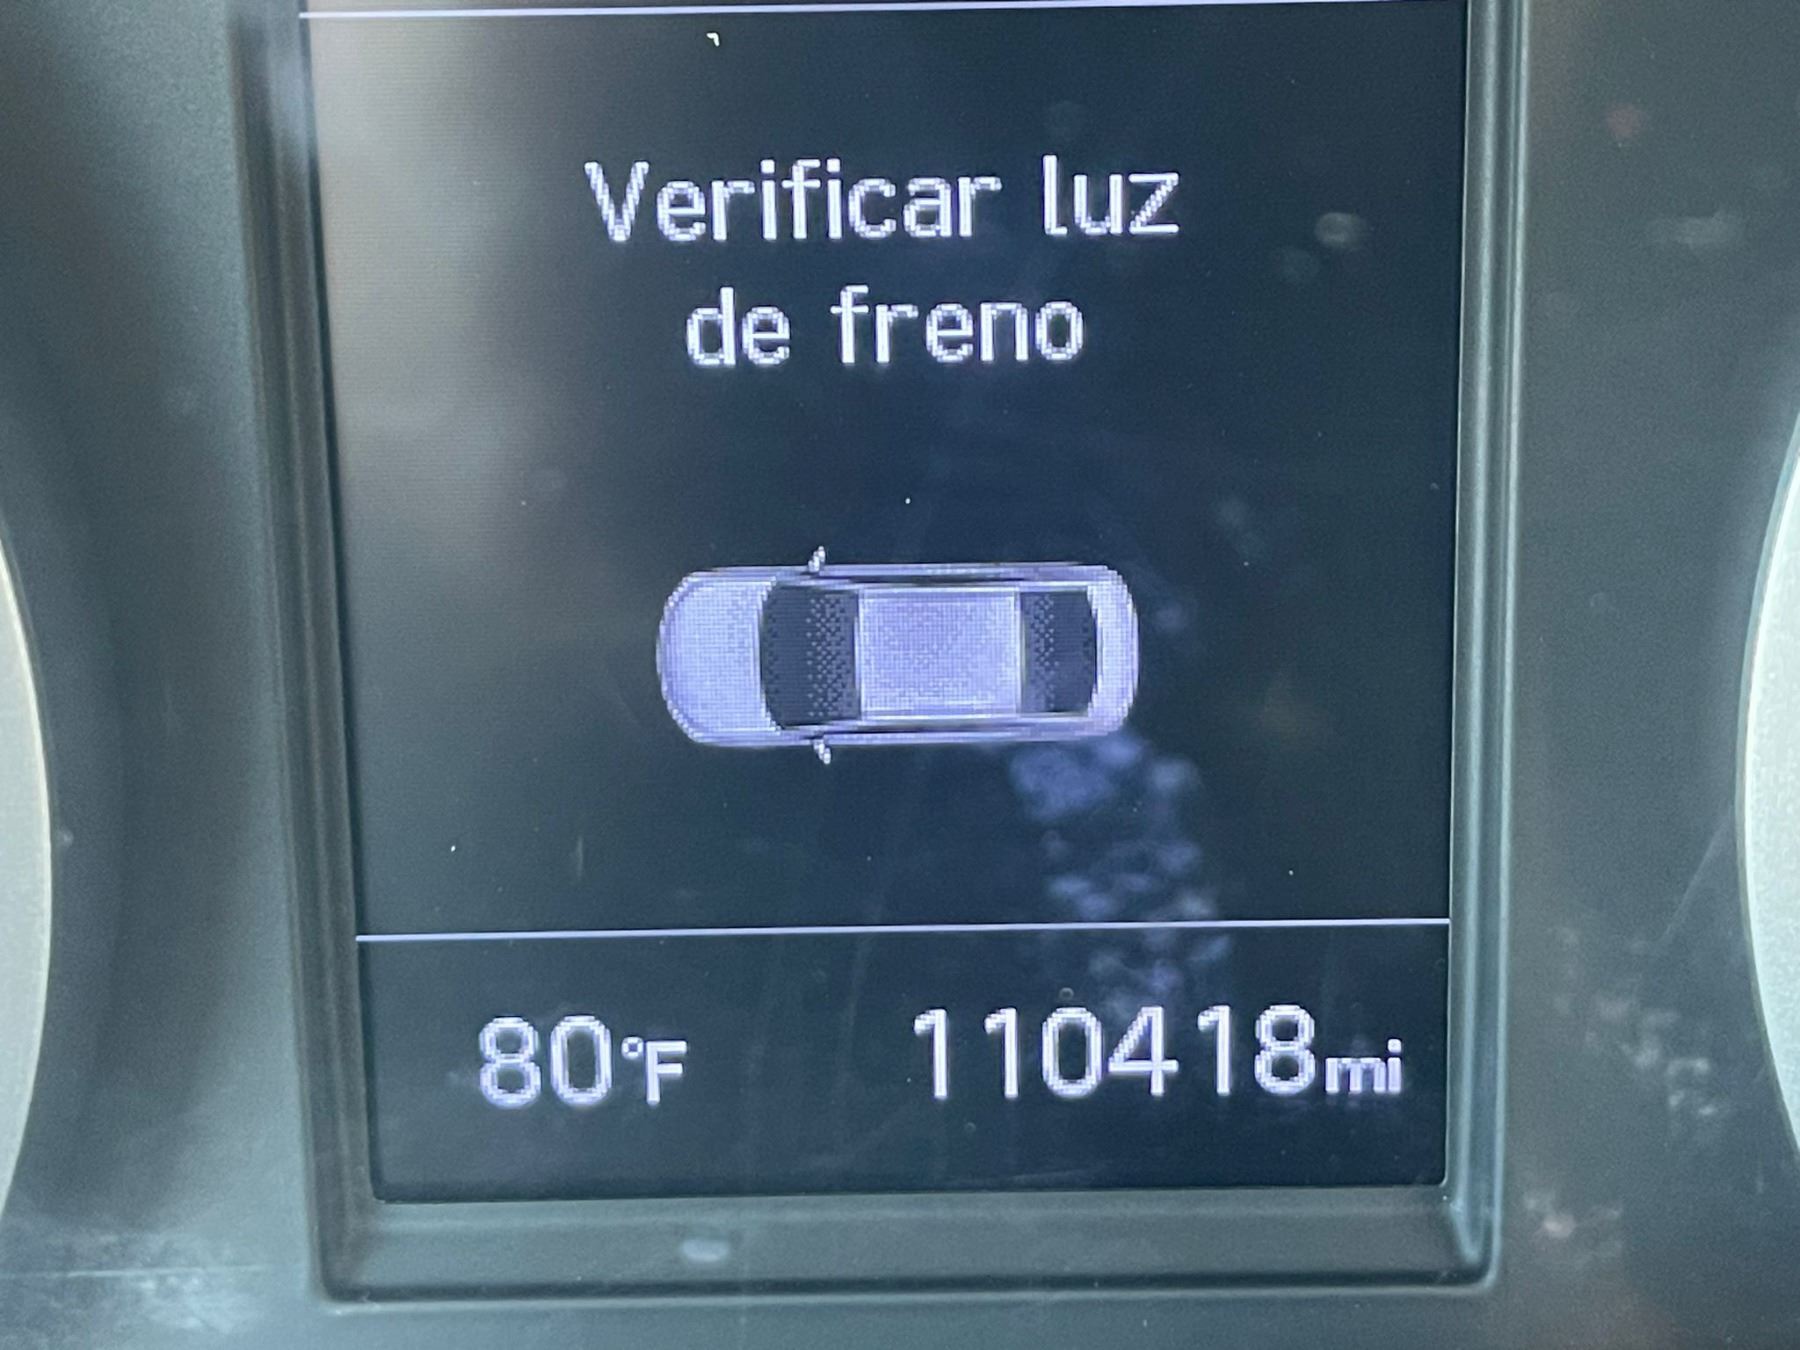 Verificar luz
de freno
80°F 110418mi